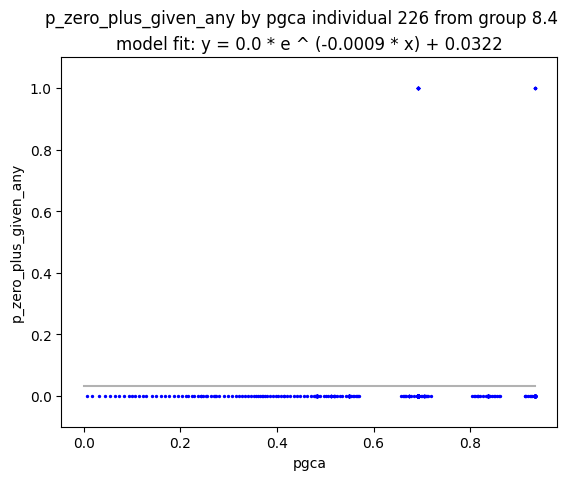 p_zero_plus_given_any by pgca individual 226 from group 8.4
model fit: y = 0.0 * e ^ (-0.0009 * x) + 0.0322
1.0
0.8
0.6
0.4
0.2
0.0
p_zero_plus_given_any
0.0 0.2 0.4 0.6 0.8
pgca